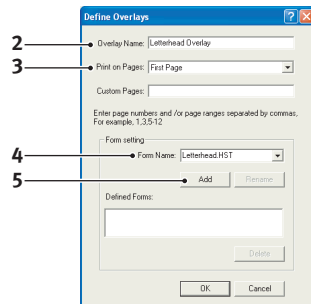 Define Overlays
2 Overlay Name: Letterhead Overlay
3 Print on Pages: First Page
Custom Pages:
Enter page numbers and /or page ranges separated by commas,
For example, 1,3,5-12
Form setting
4 Form Name: Letterhead.HST
5 Add Rename
Defined Forms:
Delete
OK Cancel